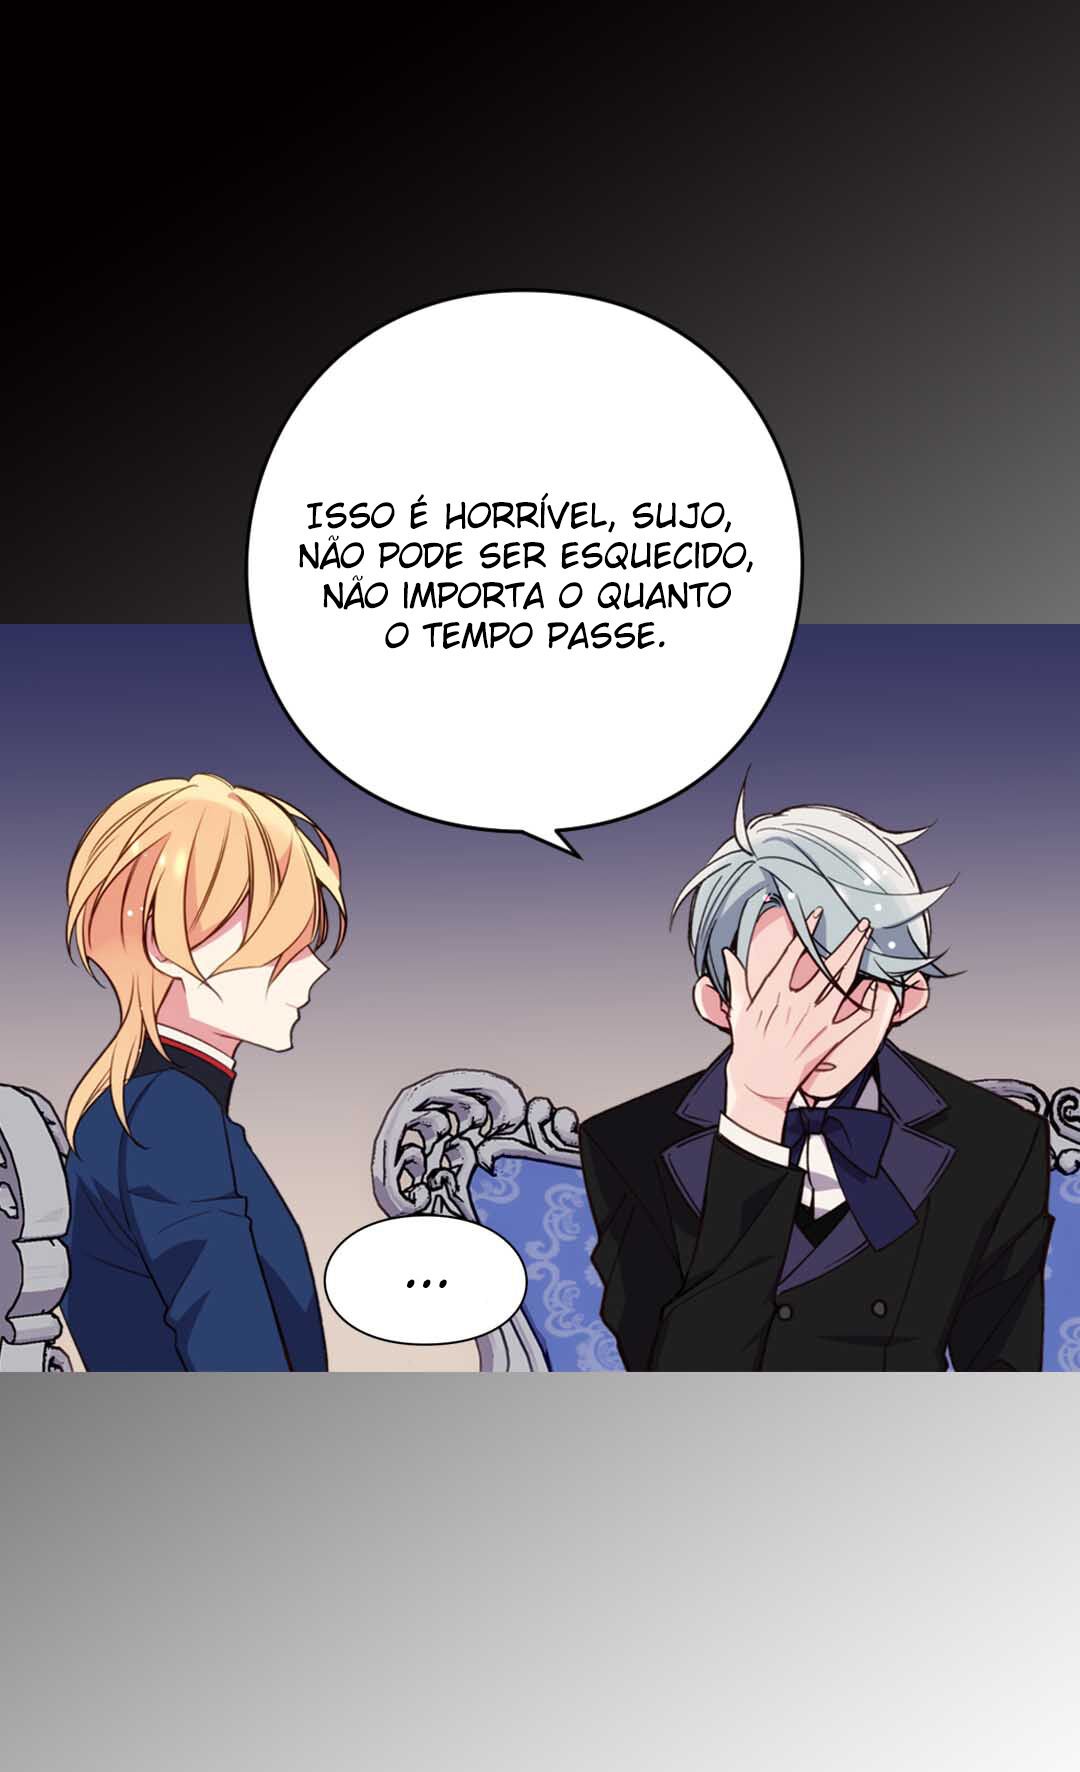 ISSO É HORRÍVEL, SUJO,
NÃO PODE SER ESQUECIDO,
NÃO IMPORTA O QUANTO
O TEMPO PASSE.
...